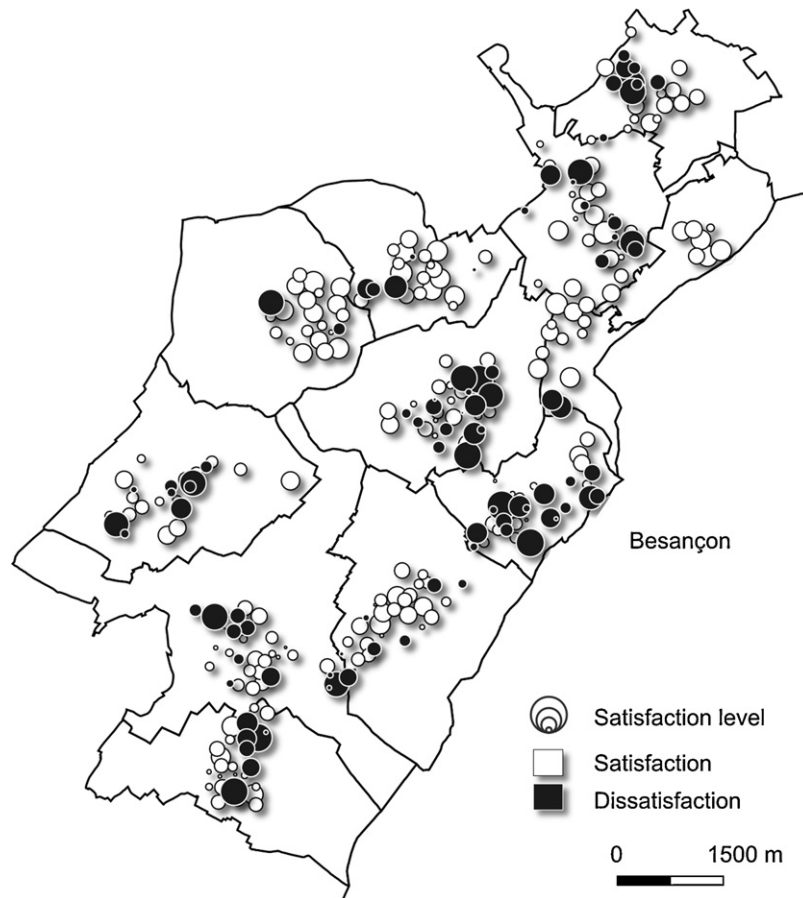 Besançon
Satisfaction level
Satisfaction
Dissatisfaction
0 1500 m